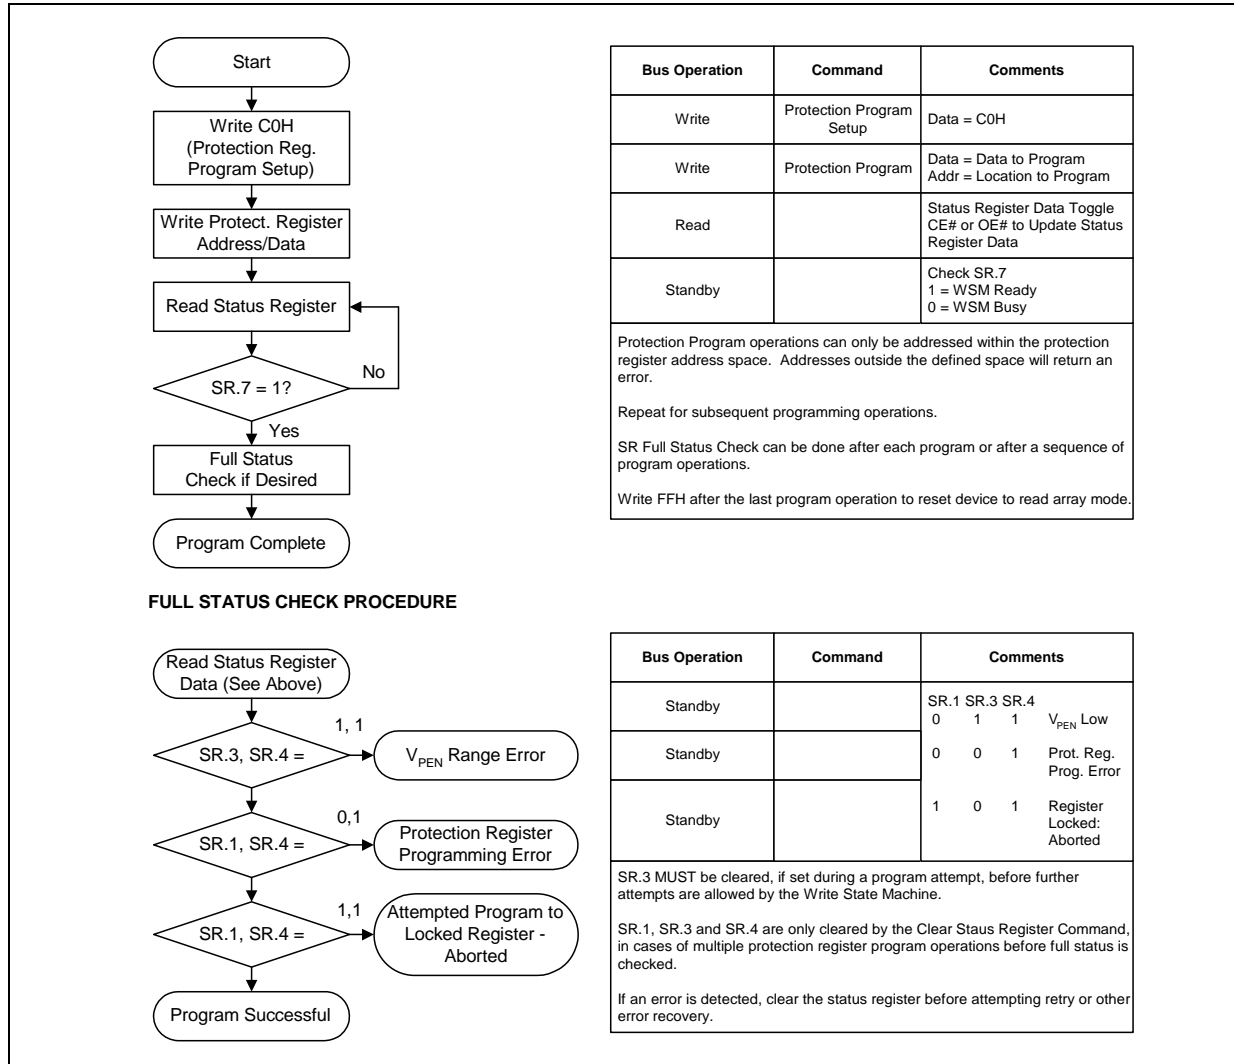 Start
Write C0H
(Protection Reg.
Program Setup)
Write Protect. Register
Address/Data
Read Status Register
SR.7 = 1?
No
Yes
Full Status
Check if Desired
Program Complete
Bus Operation Command Comments
Write Protection Program
Setup Data = C0H
Write Protection Program Data = Data to Program
Addr = Location to Program
Read Status Register Data Toggle
CE# or OE# to Update Status
Register Data
Standby Check SR.7
1 = WSM Ready
0 = WSM Busy
Protection Program operations can only be addressed within the protection
register address space. Addresses outside the defined space will return an
error.
Repeat for subsequent programming operations.
SR Full Status Check can be done after each program or after a sequence of
program operations.
Write FFH after the last program operation to reset device to read array mode.
FULL STATUS CHECK PROCEDURE
Read Status Register
Data (See Above)
SR.3, SR.4 =
1, 1
VPEN Range Error
SR.1, SR.4 =
0,1
Protection Register
Programming Error
SR.1, SR.4 =
1,1
Attempted Program to
Locked Register -
Aborted
Program Successful
Bus Operation Command Comments
SR.1 SR.3 SR.4
Standby 0 1 1 VPEN Low
Standby 0 0 1 Prot. Reg.
Prog. Error
Standby 1 0 1 Register
Locked:
Aborted
SR.3 MUST be cleared, if set during a program attempt, before further
attempts are allowed by the Write State Machine.
SR.1, SR.3 and SR.4 are only cleared by the Clear Staus Register Command,
in cases of multiple protection register program operations before full status is
checked.
If an error is detected, clear the status register before attempting retry or other
error recovery.